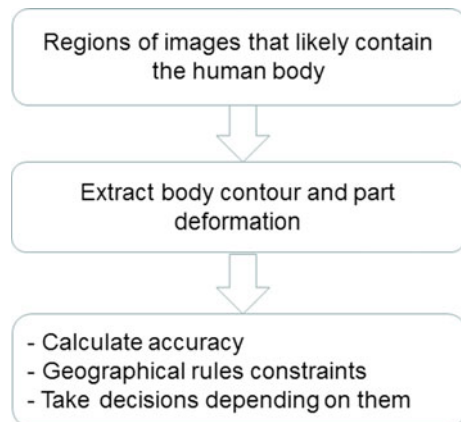 Regions of images that likely contain
the human body
Extract body contour and part
deformation
- Calculate accuracy
- Geographical rules constraints
- Take decisions depending on them